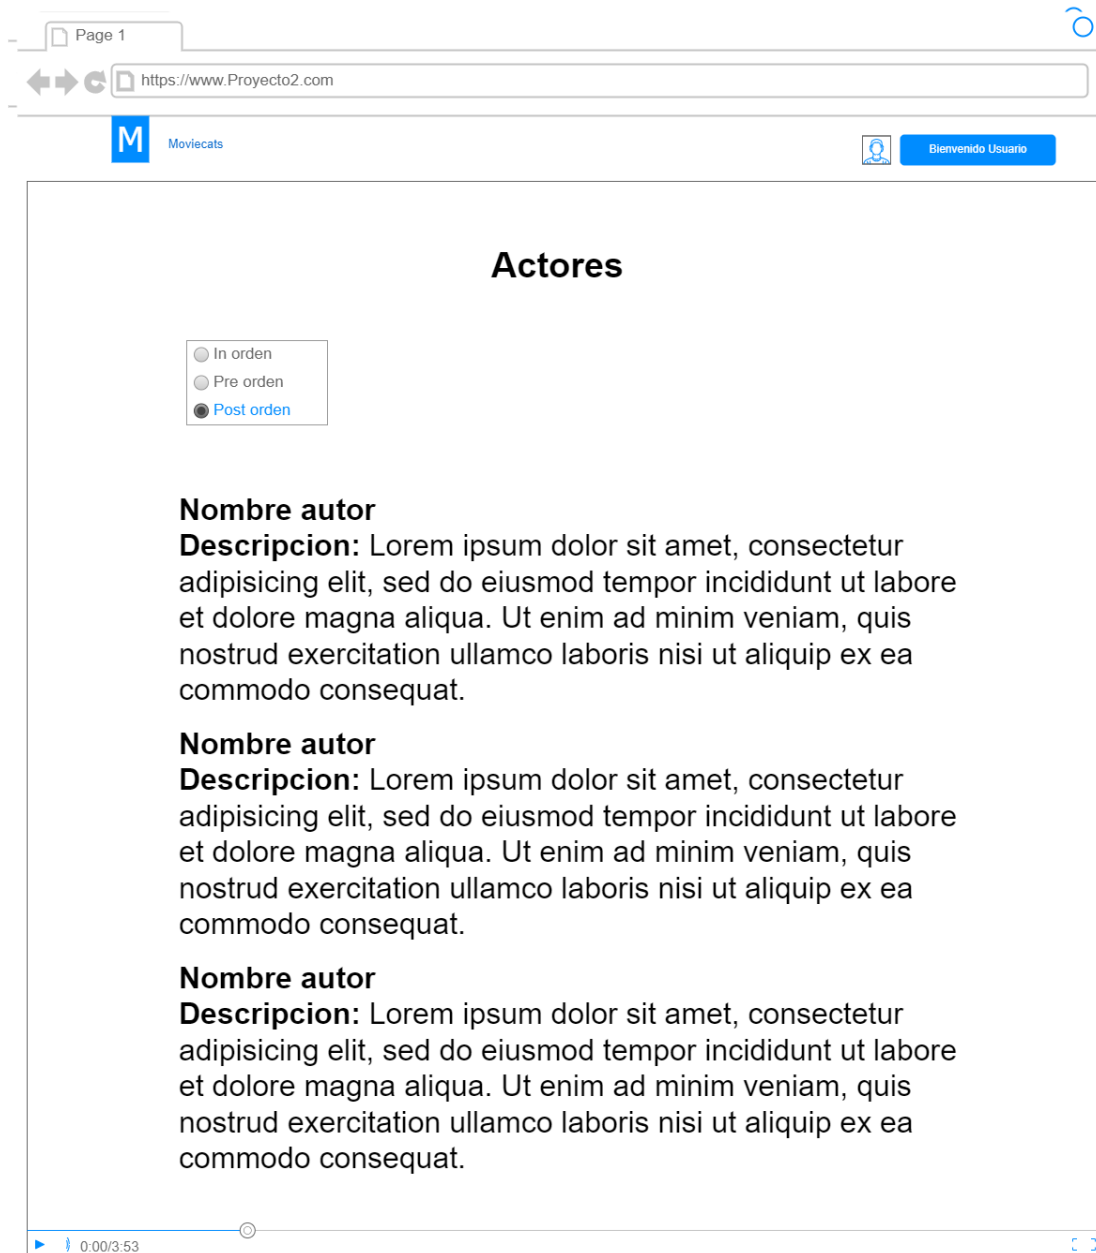 Page 1
https://www.Proyecto2.com
M
Moviecats
Bienvenido Usuario
Actores
In orden
Pre orden
Post orden
Nombre autor
Descripcion: Lorem ipsum dolor sit amet, consectetur
adipisicing elit, sed do eiusmod tempor incididunt ut labore
et dolore magna aliqua. Ut enim ad minim veniam, quis
nostrud exercitation ullamco laboris nisi ut aliquip ex ea
commodo consequat.
Nombre autor
Descripcion: Lorem ipsum dolor sit amet, consectetur
adipisicing elit, sed do eiusmod tempor incididunt ut labore
et dolore magna aliqua. Ut enim ad minim veniam, quis
nostrud exercitation ullamco laboris nisi ut aliquip ex ea
commodo consequat.
Nombre autor
Descripcion: Lorem ipsum dolor sit amet, consectetur
adipisicing elit, sed do eiusmod tempor incididunt ut labore
et dolore magna aliqua. Ut enim ad minim veniam, quis
nostrud exercitation ullamco laboris nisi ut aliquip ex ea
commodo consequat.
0:00/3:53